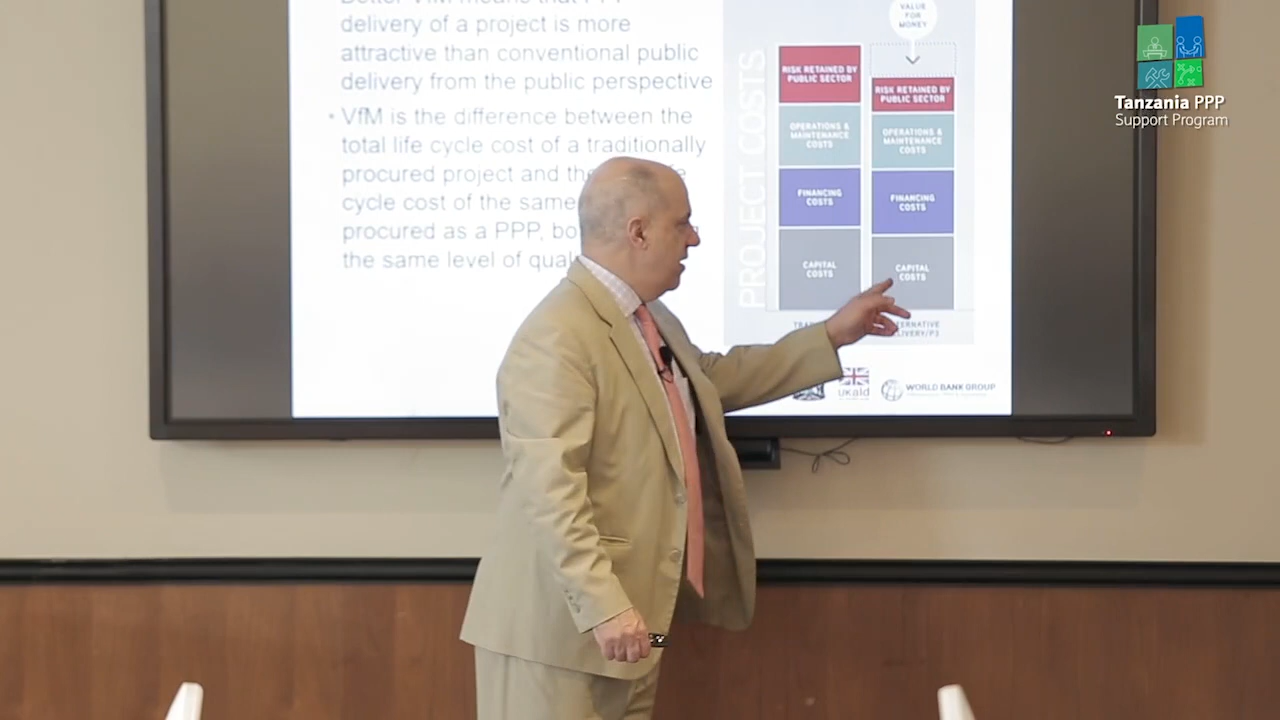 delivery of a project is more
attractive than conventional public
delivery from the public perspective
• VfM is the difference between the
total life cycle cost of a traditionally
procured project and the
cycle cost of the same
procured as a PPP,
the same level of
PROJECT COSTS
VALUE
FOR
MONEY
RISK RETAINED BY
PUBLIC SECTOR
OPERATIONS &
MAINTENANCE
COSTS
FINANCING
COSTS
CAPITAL
COSTS
RISK RETAINED BY
PUBLIC SECTOR
OPERATIONS &
MAINTENANCE
COSTS
FINANCING
COSTS
CAPITAL
COSTS
UKaid
WORLD BANK GROUP
Tanzania PPP
Support Program